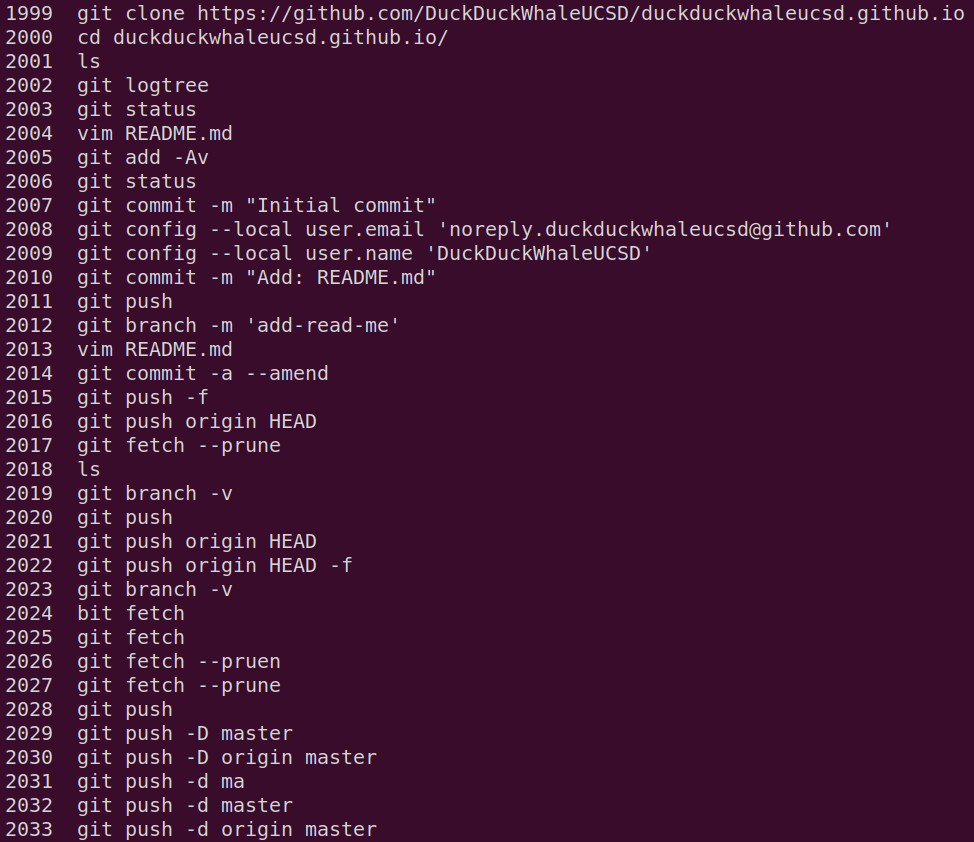 1999  git clone https://github.com/DuckDuckWhaleUCSD/duckduckwhaleucsd.github.io
2000  cd duckduckwhaleucsd.github.io/
2001  ls
2002  git logtree
2003  git status
2004  vim README.md
2005  git add -Av
2006  git status
2007  git commit -m "Initial commit"
2008  git config --local user.email 'noreply.duckduckwhaleucsd@github.com'
2009  git config --local user.name 'DuckDuckWhaleUCSD'
2010  git commit -m "Add: README.md"
2011  git push
2012  git branch -m 'add-read-me'
2013  vim README.md
2014  git commit -a --amend
2015  git push -f
2016  git push origin HEAD
2017  git fetch --prune
2018  ls
2019  git branch -v
2020  git push
2021  git push origin HEAD
2022  git push origin HEAD -f
2023  git branch -v
2024  bit fetch
2025  git fetch
2026  git fetch --pruen
2027  git fetch --prune
2028  git push
2029  git push -D master
2030  git push -D origin master
2031  git push -d ma
2032  git push -d master
2033  git push -d origin master